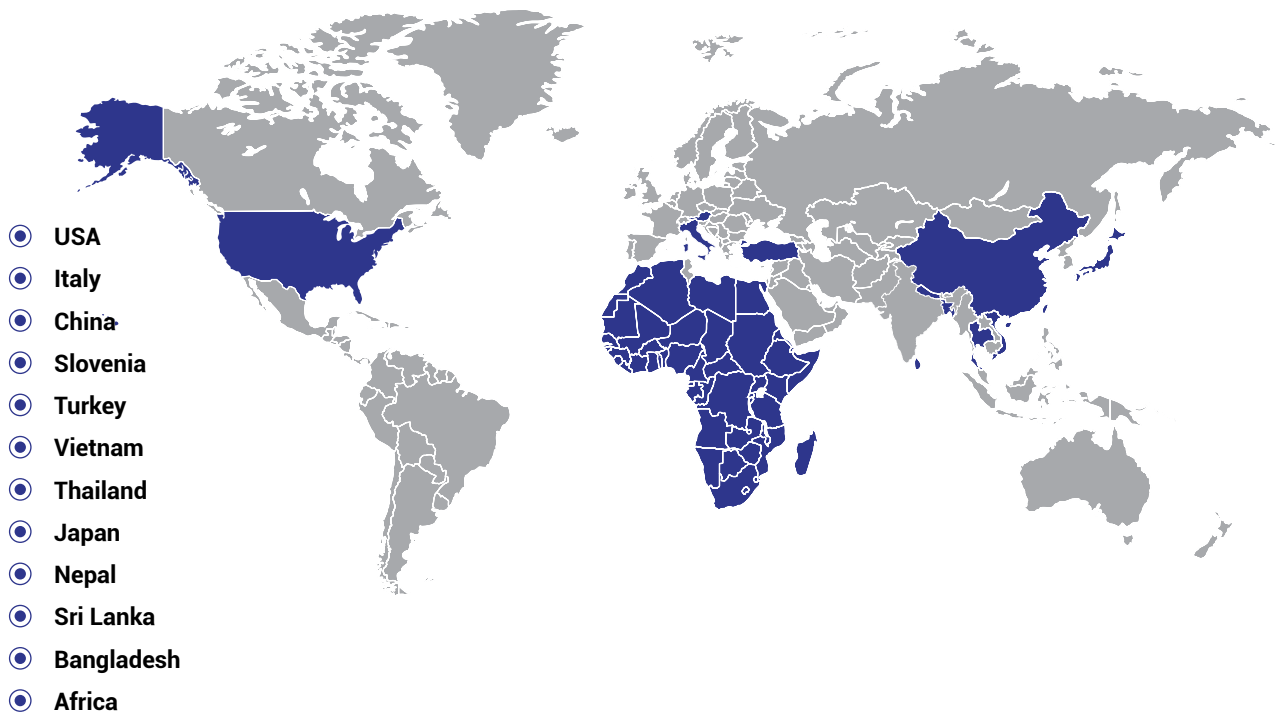 USA
Italy
China
Slovenia
Turkey
Vietnam
Thailand
Japan
Nepal
Sri Lanka
Bangladesh
Africa